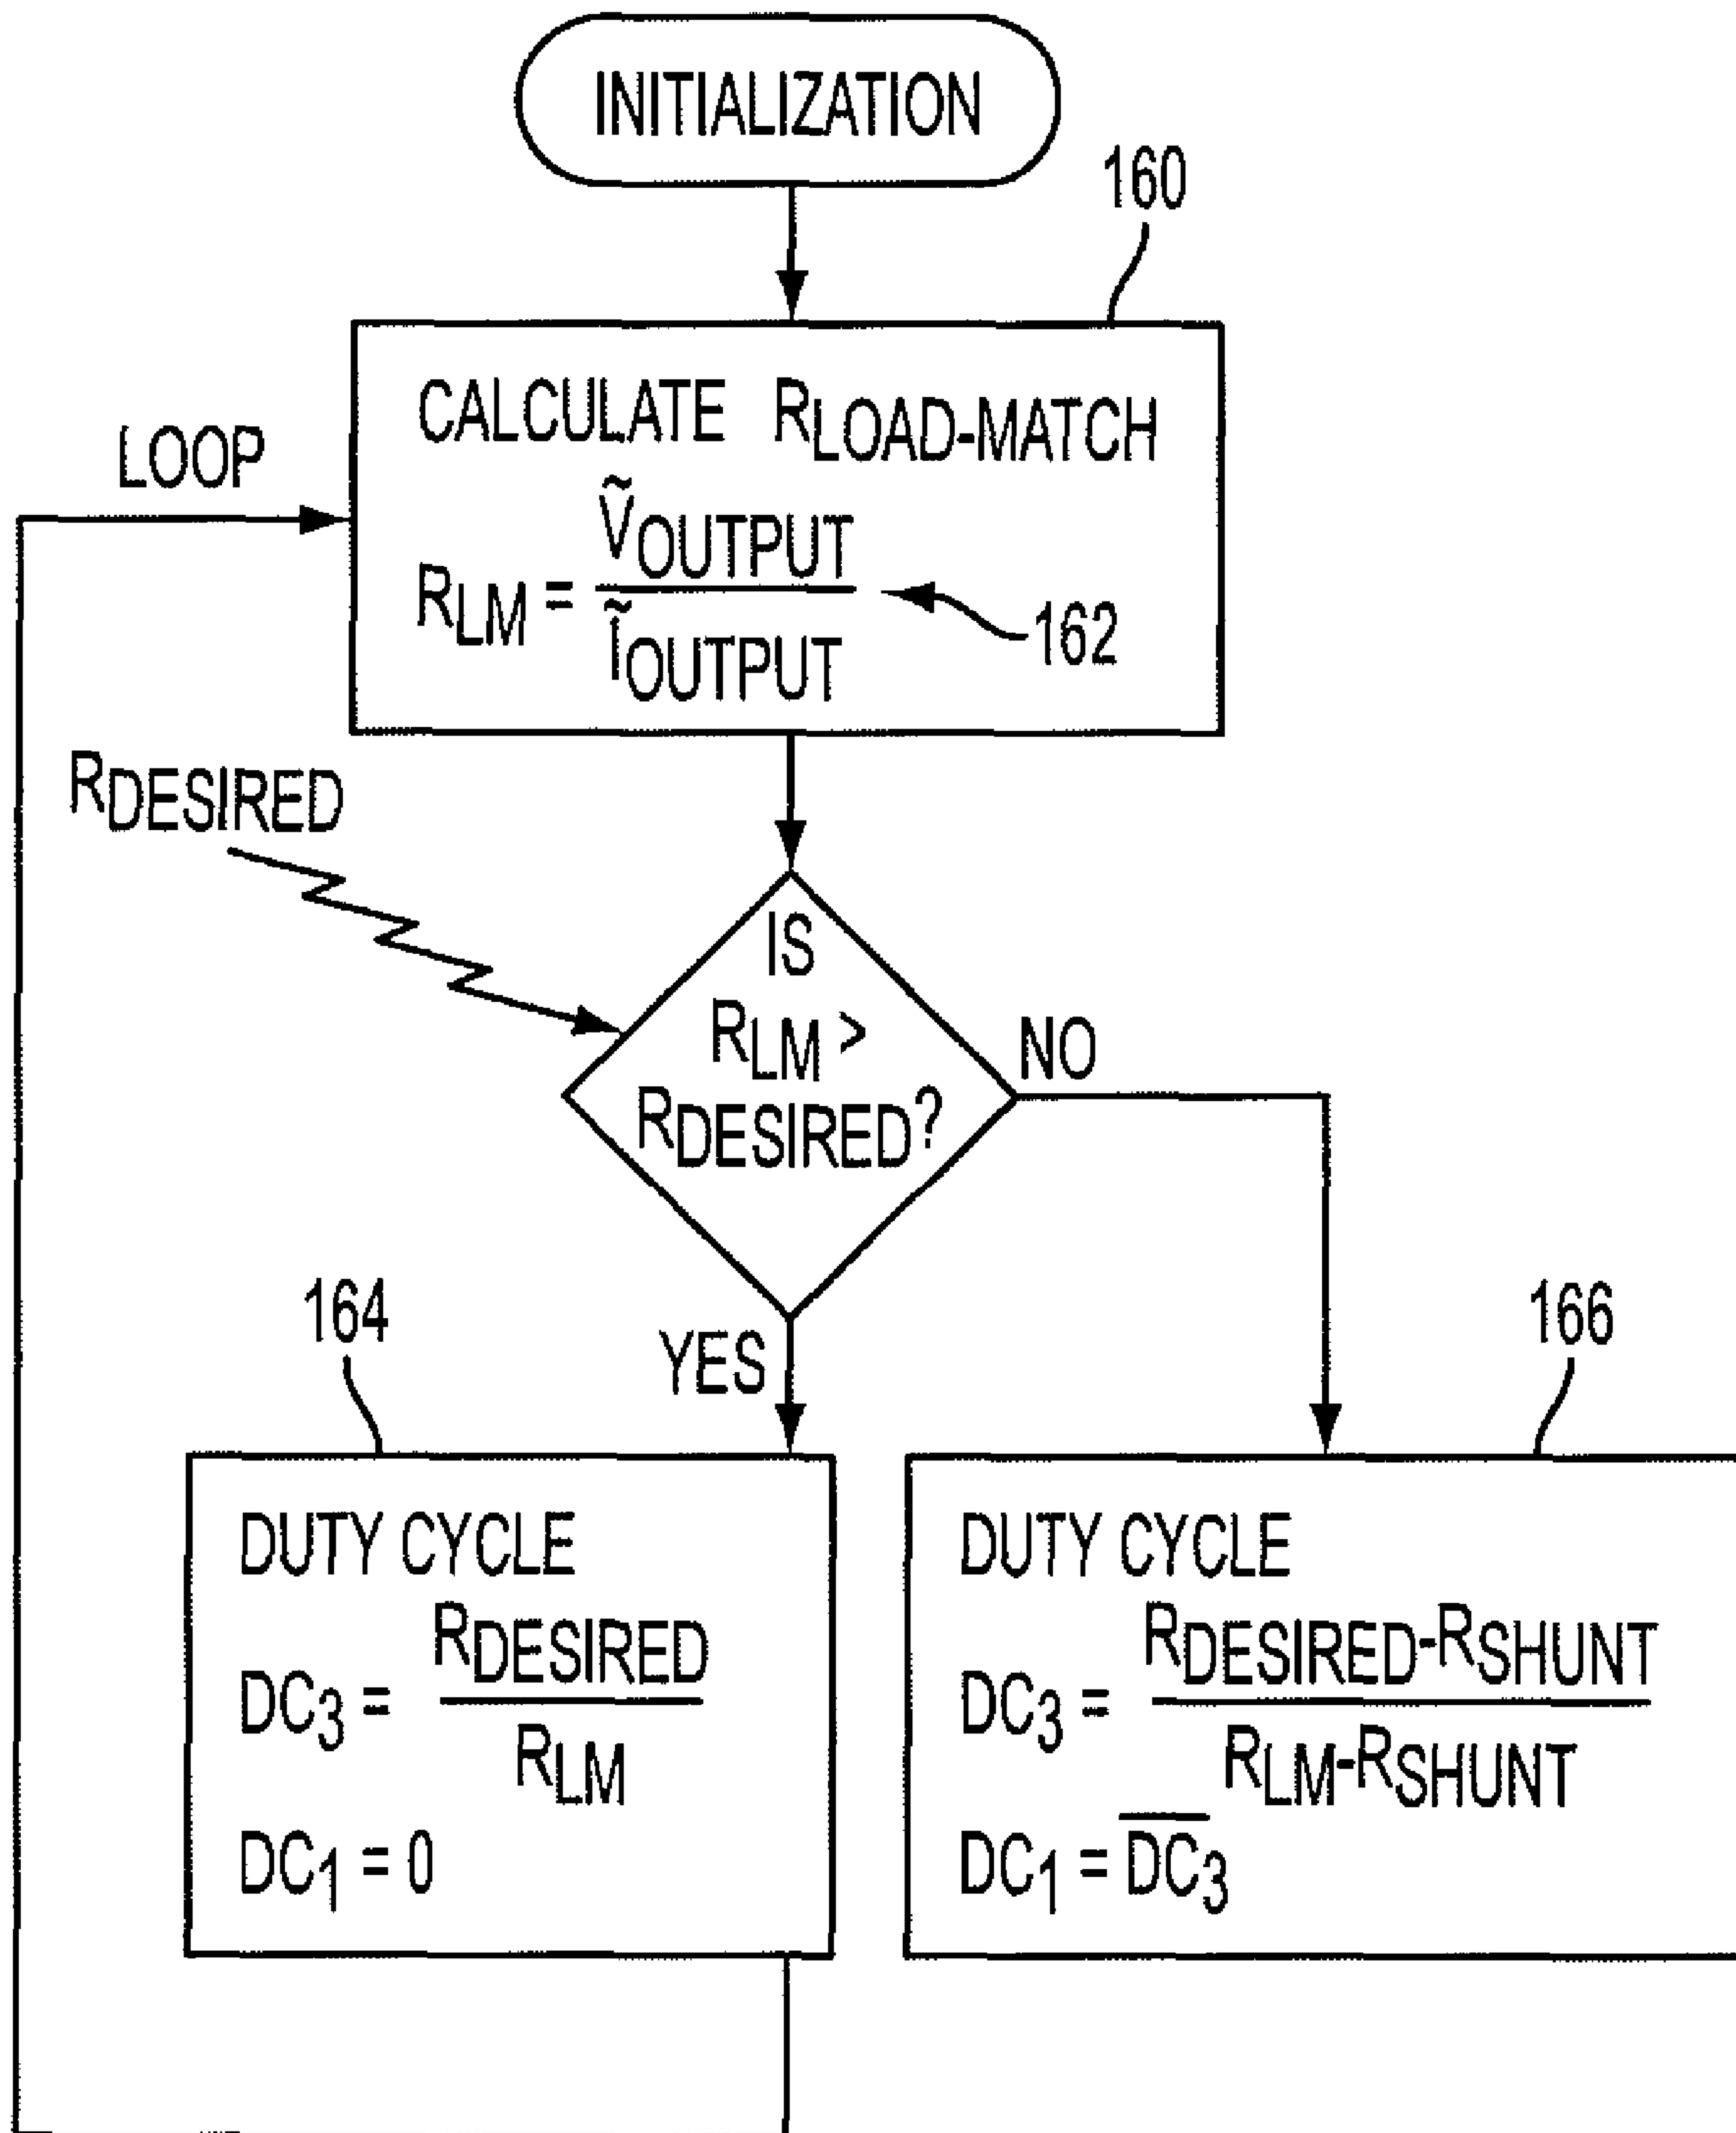 INITIALIZATION
160
CALCULATE RLOAD-MATCH
LOOP
RLM = ṼOUTPUT / ĨOUTPUT
162
RDESIRED
IS
RLM >
RDESIRED?
NO
YES
164
DUTY CYCLE
DC3 = RDESIRED / RLM
DC1 = 0
166
DUTY CYCLE
DC3 = RDESIRED-RSHUNT / RLM-RSHUNT
DC1 = D̅C̅3̅